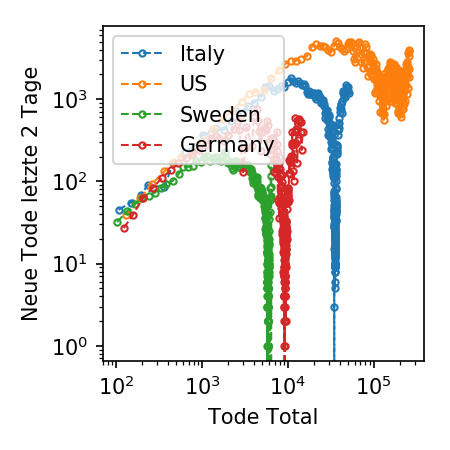 Italy
US
Sweden
Germany
Neue Tode letzte 2 Tage
10³
10²
10¹
10⁰
10² 10³ 10⁴ 10⁵
Tode Total